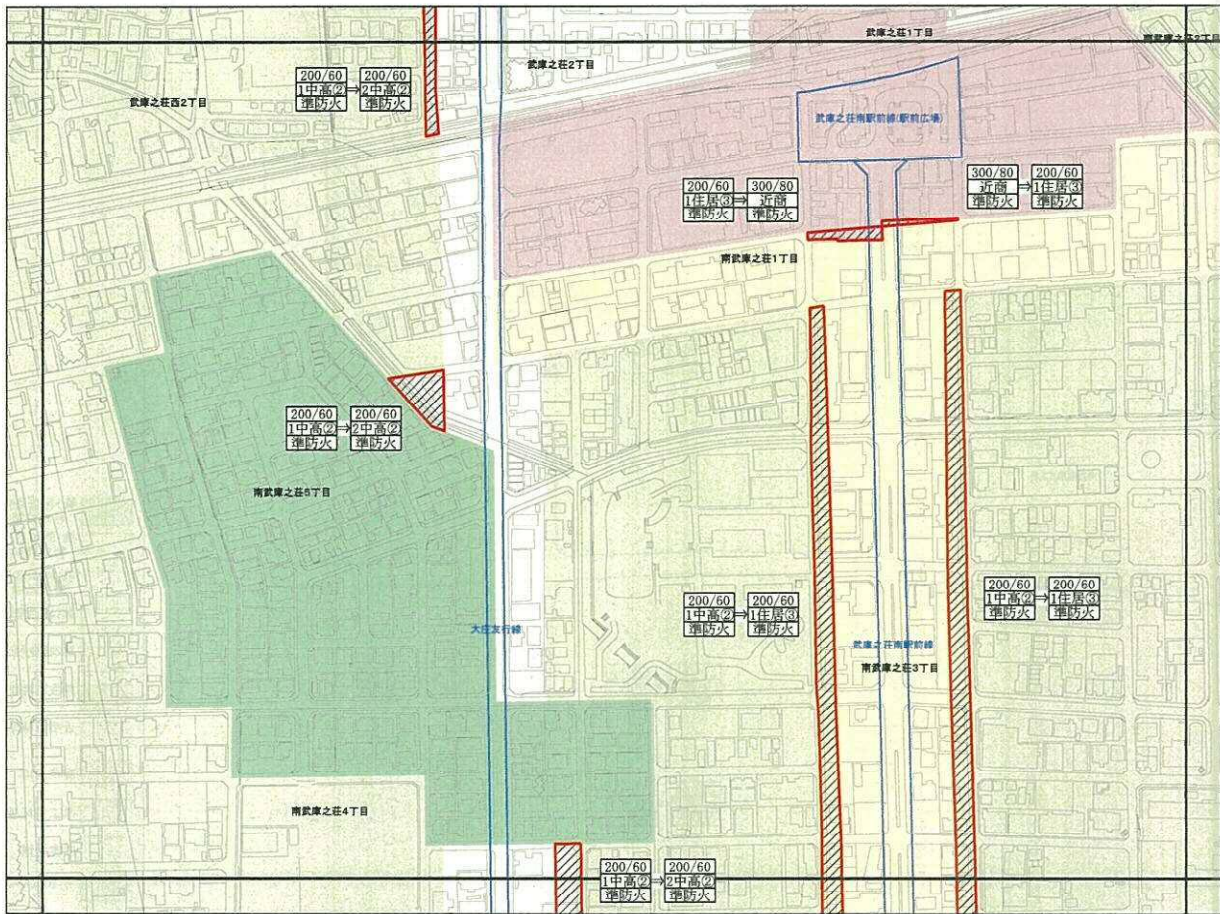 武庫之荘1丁目
南武庫之荘2丁目
武庫之荘2丁目
武庫之荘西2丁目
200/60
1中高②
準防火
⇒
200/60
2中高②
準防火
武庫之荘南駅前線(駅前広場)
200/60
1住居③
準防火
⇒
300/80
近商
準防火
300/80
近商
準防火
⇒
200/60
1住居③
準防火
南武庫之荘1丁目
200/60
1中高②
準防火
⇒
200/60
2中高②
準防火
南武庫之荘5丁目
200/60
1中高②
準防火
⇒
200/60
1住居③
準防火
200/60
1中高②
準防火
⇒
200/60
1住居③
準防火
大庄友行線
武庫之荘南駅前線
南武庫之荘3丁目
南武庫之荘4丁目
200/60
1中高②
準防火
⇒
200/60
2中高②
準防火